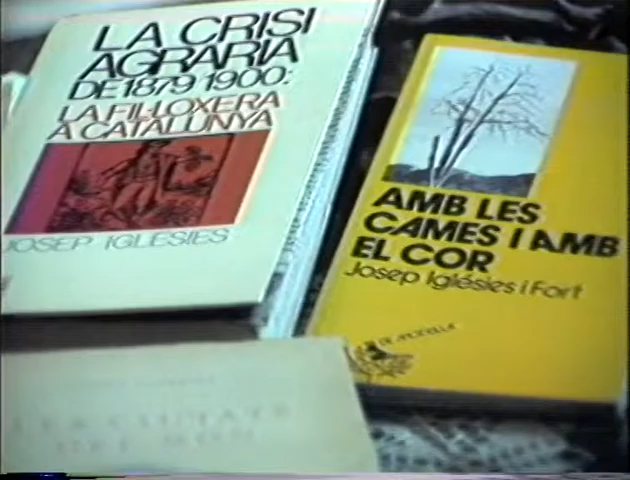 LA CRISI
AGRARIA
DE 1879 1900:
LA FIL·LOXERA
A CATALUNYA
JOSEP IGLÉSIES
AMB LES
CAMES I AMB
EL COR
Josep Iglésies i Fort